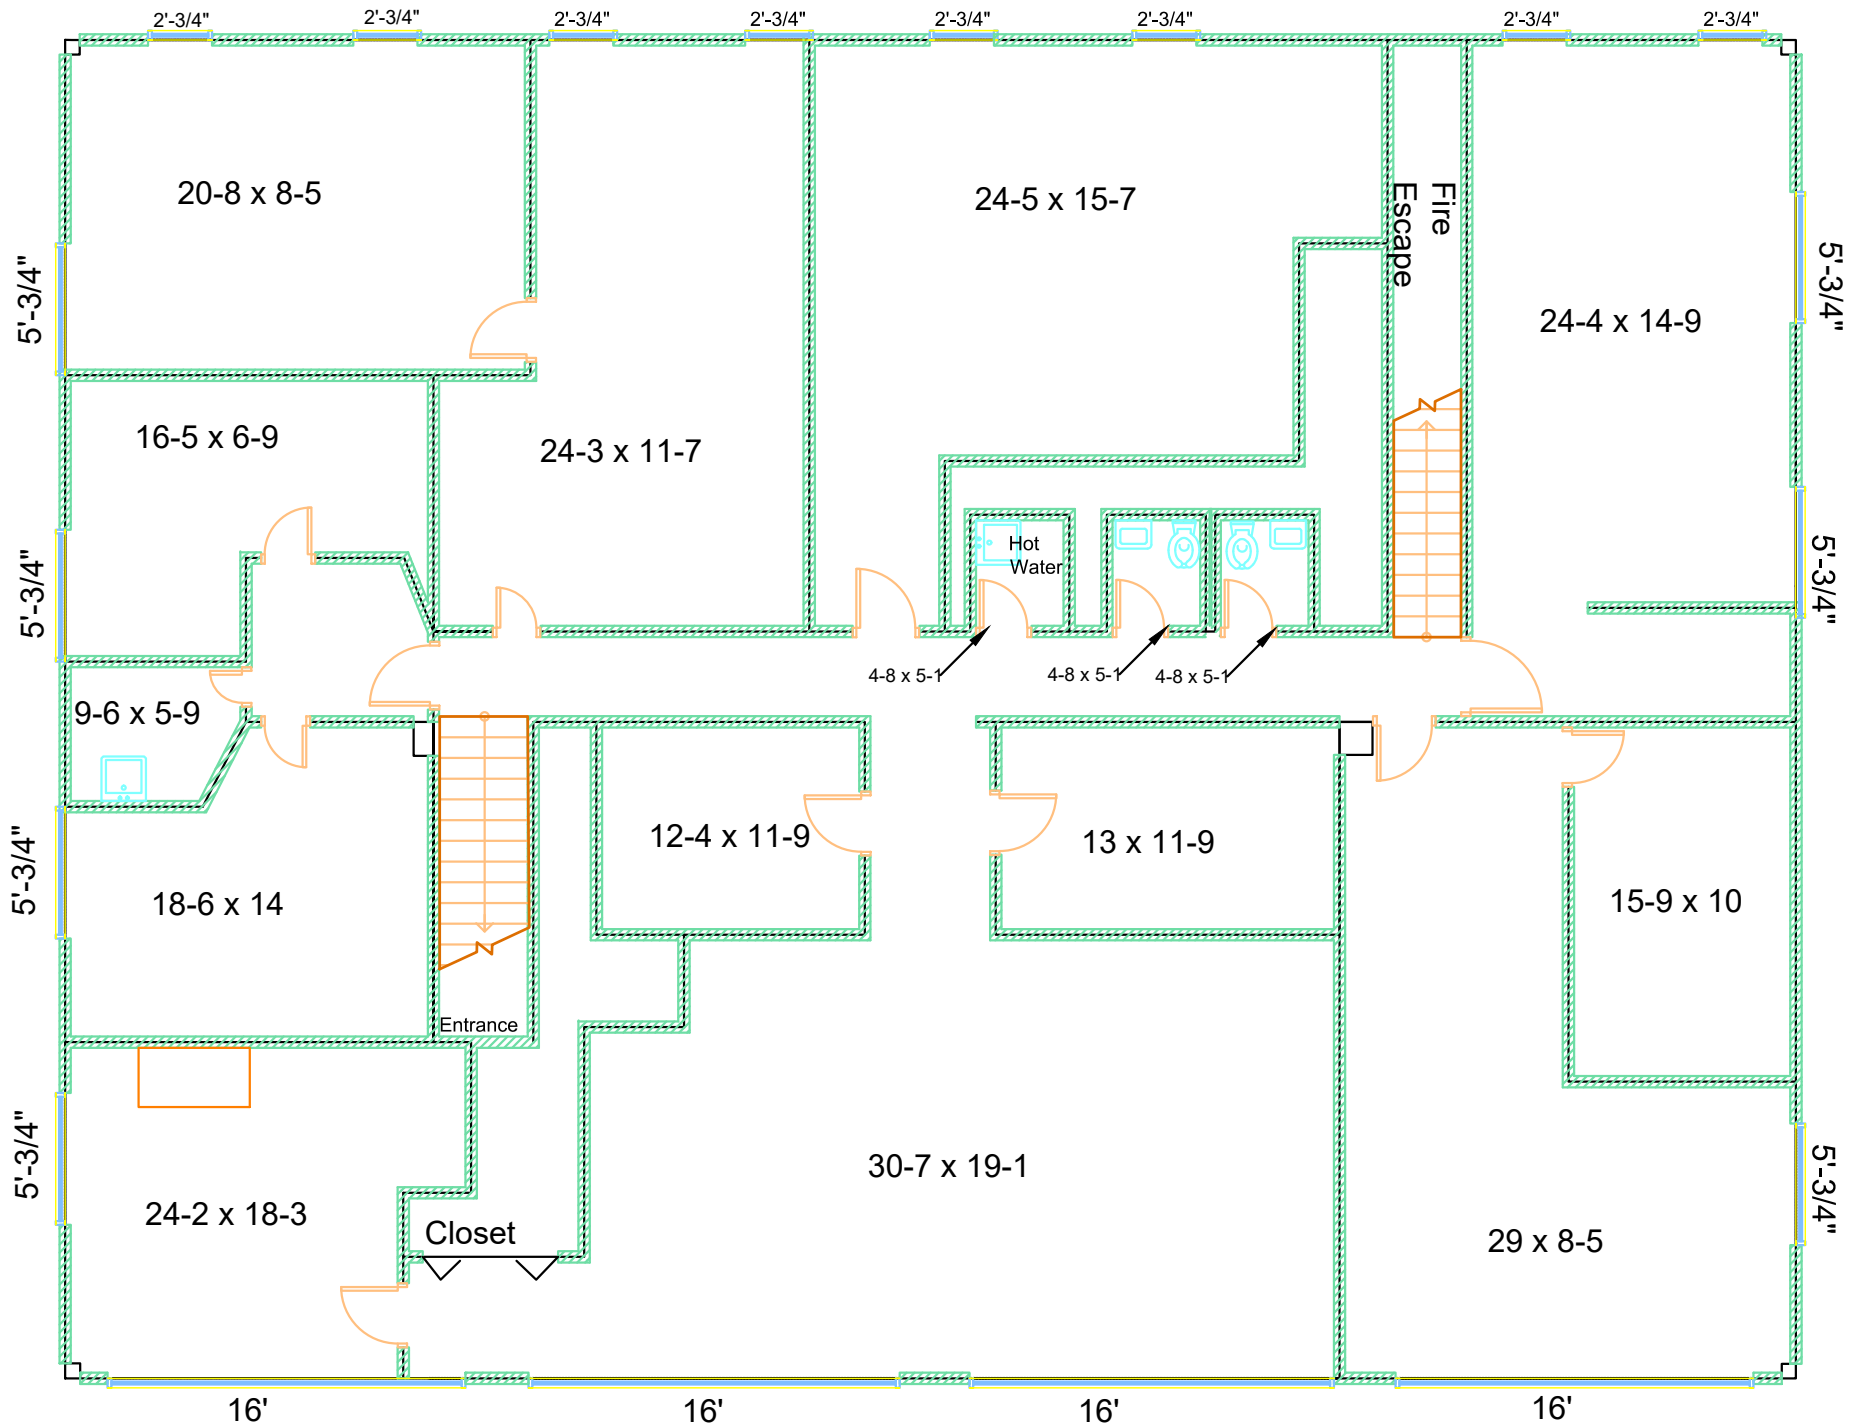 2'-3/4"
2'-3/4"
2'-3/4"
2'-3/4"
2'-3/4"
2'-3/4"
2'-3/4"
2'-3/4"
20-8 x 8-5
24-5 x 15-7
Fire
Escape
5'-3/4"
5'-3/4"
24-4 x 14-9
16-5 x 6-9
24-3 x 11-7
Hot
Water
5'-3/4"
5'-3/4"
4-8 x 5-1
4-8 x 5-1
4-8 x 5-1
9-6 x 5-9
12-4 x 11-9
13 x 11-9
5'-3/4"
18-6 x 14
15-9 x 10
Entrance
5'-3/4"
30-7 x 19-1
5'-3/4"
24-2 x 18-3
Closet
29 x 8-5
16'
16'
16'
16'